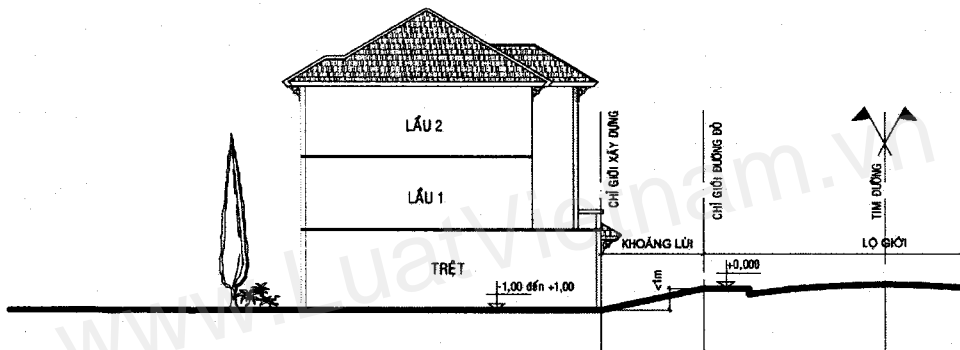 LẦU 2
LẦU 1
TRỆT
-1,00 đến +1,00
CHỈ GIỚI XÂY DỰNG
KHOẢNG LÙI
<1m
CHỈ GIỚI ĐƯỜNG ĐỎ
+0,000
TIM ĐƯỜNG
LỘ GIỚI
www.LuatVietnam.vn